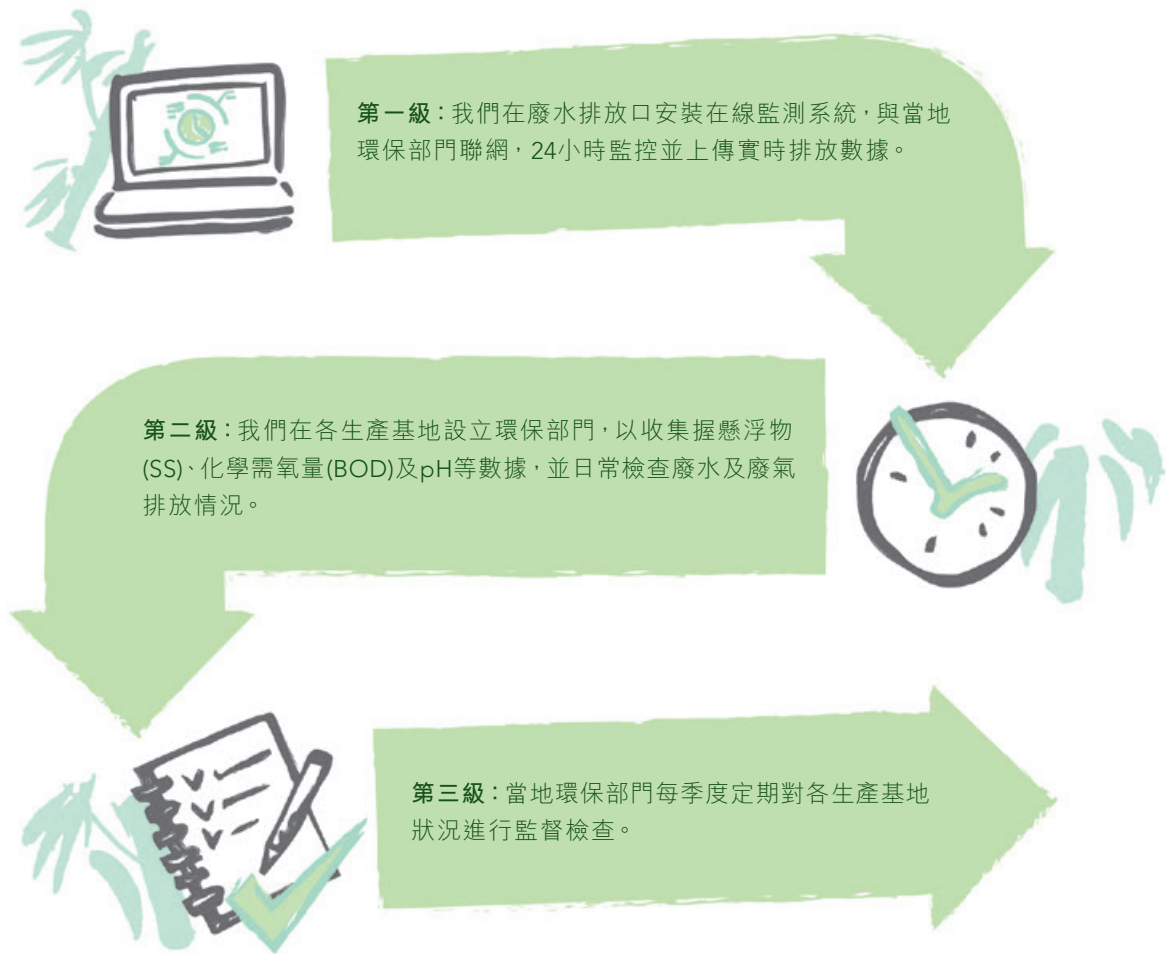 第一級：我們在廢水排放口安裝在線監測系統，與當地
環保部門聯網，24小時監控並上傳實時排放數據。
第二級：我們在各生產基地設立環保部門，以收集握懸浮物
(SS)、化學需氧量(BOD)及pH等數據，並日常檢查廢水及廢氣
排放情況。
第三級：當地環保部門每季度定期對各生產基地
狀況進行監督檢查。